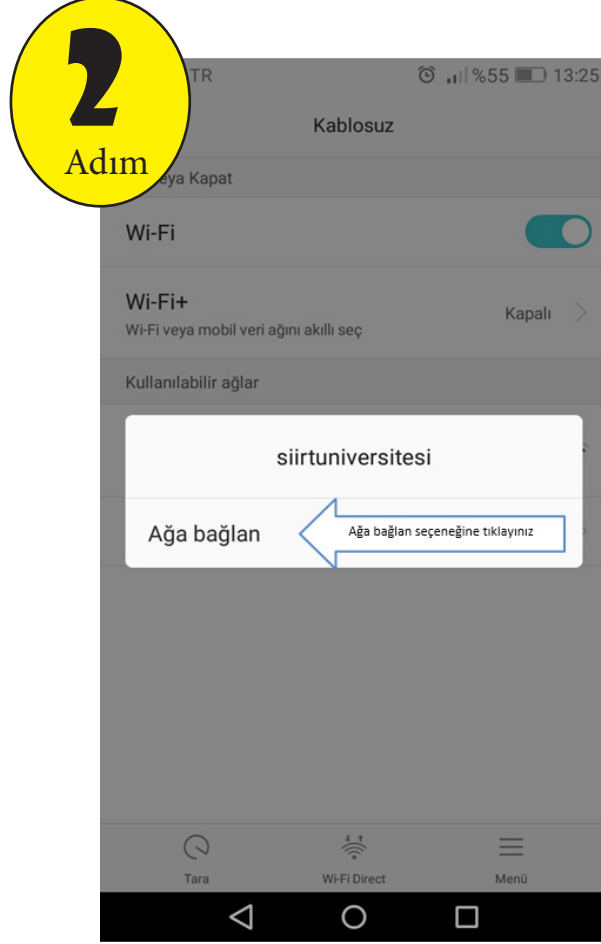 2
Adım
TR
%55
13:25
Kablosuz
eya Kapat
Wi-Fi
Wi-Fi+
Wi-Fi veya mobil veri ağını akıllı seç
Kapalı
Kullanılabilir ağlar
siirtuniversitesi
Ağa bağlan
Ağa bağlan seçeneğine tıklayınız
Tara
Wi-Fi Direct
Menü